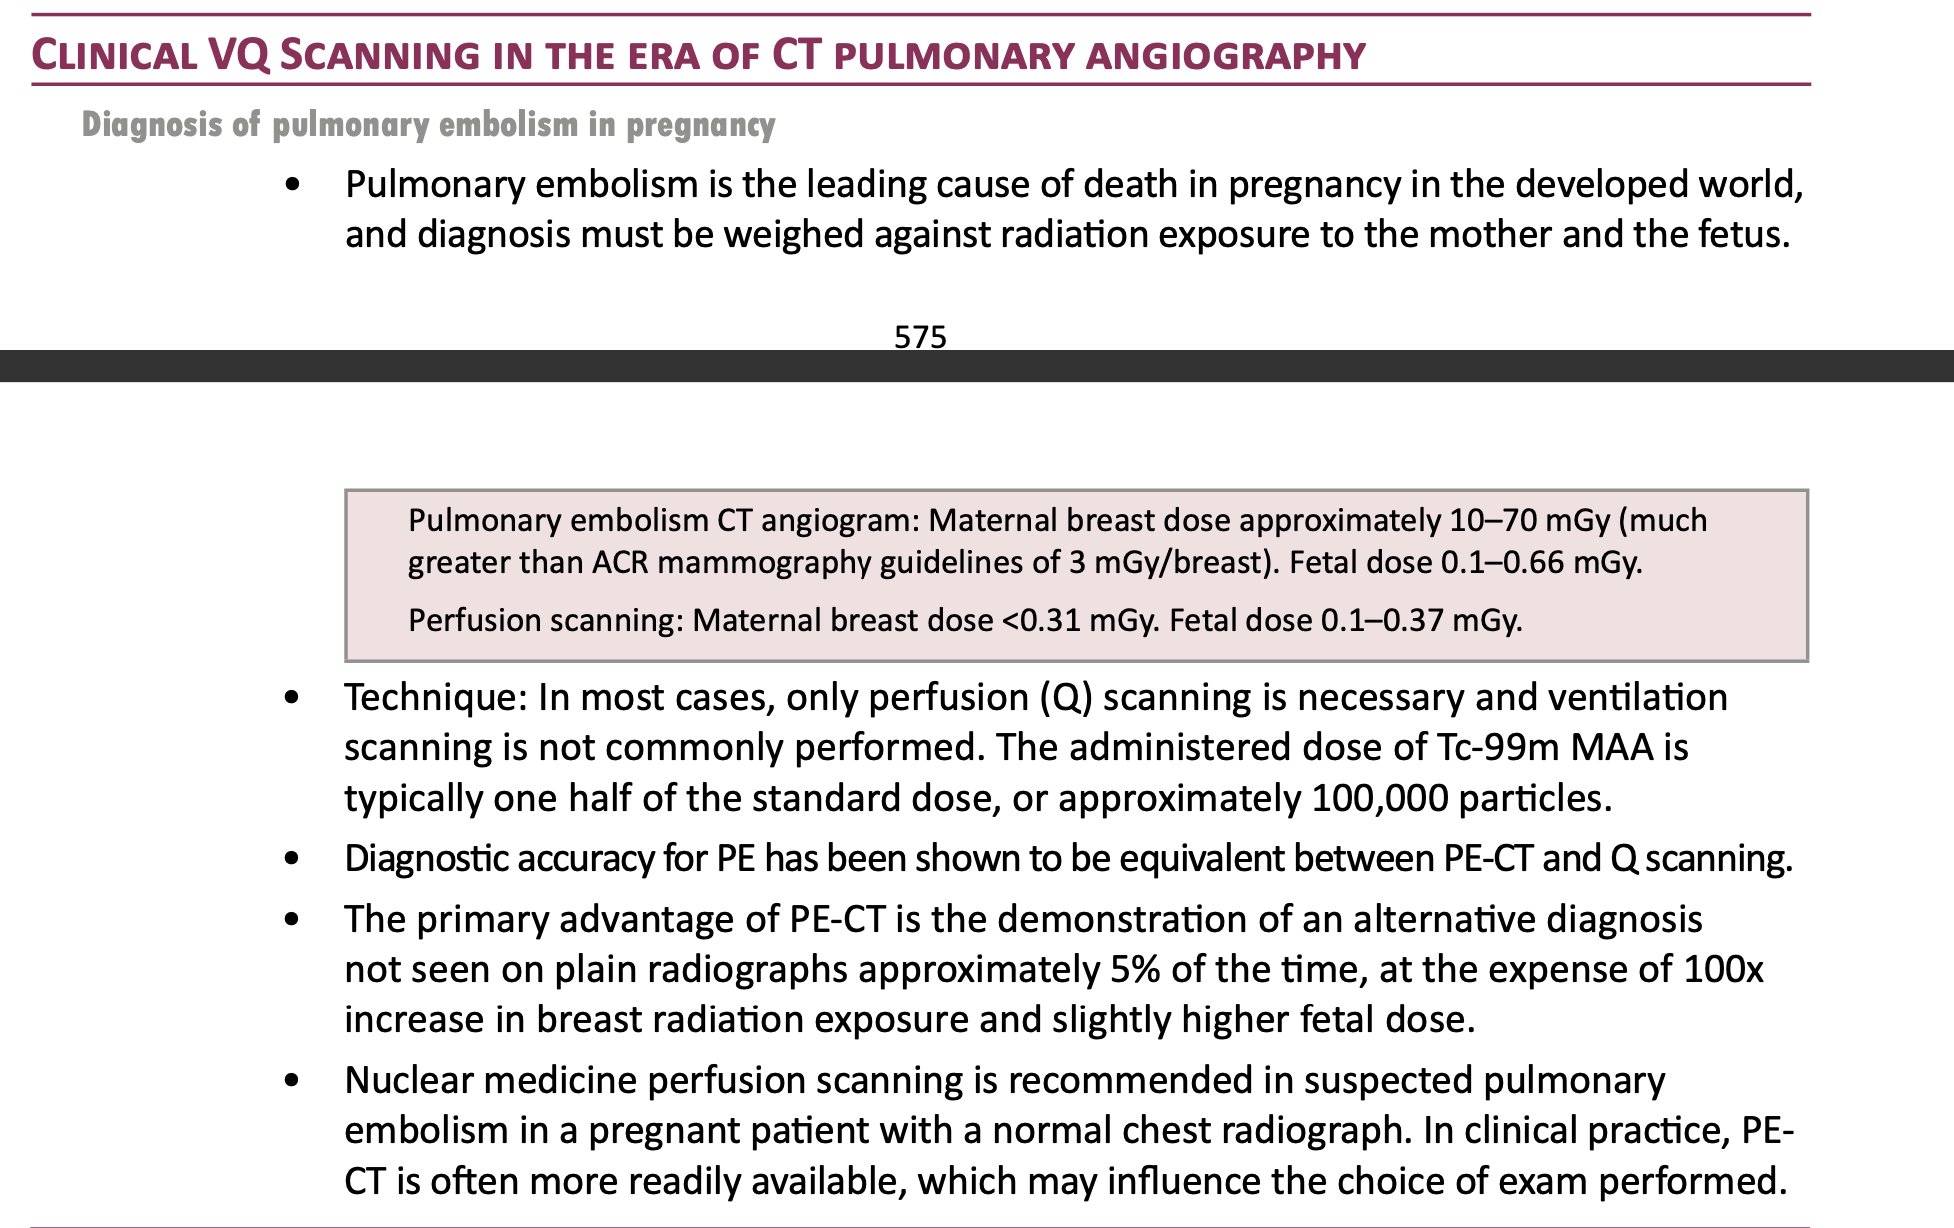 Clinical VQ Scanning in the era of CT pulmonary angiography
Diagnosis of pulmonary embolism in pregnancy
• Pulmonary embolism is the leading cause of death in pregnancy in the developed world,
and diagnosis must be weighed against radiation exposure to the mother and the fetus.
575
Pulmonary embolism CT angiogram: Maternal breast dose approximately 10–70 mGy (much
greater than ACR mammography guidelines of 3 mGy/breast). Fetal dose 0.1–0.66 mGy.
Perfusion scanning: Maternal breast dose <0.31 mGy. Fetal dose 0.1–0.37 mGy.
• Technique: In most cases, only perfusion (Q) scanning is necessary and ventilation
scanning is not commonly performed. The administered dose of Tc-99m MAA is
typically one half of the standard dose, or approximately 100,000 particles.
• Diagnostic accuracy for PE has been shown to be equivalent between PE-CT and Q scanning.
• The primary advantage of PE-CT is the demonstration of an alternative diagnosis
not seen on plain radiographs approximately 5% of the time, at the expense of 100x
increase in breast radiation exposure and slightly higher fetal dose.
• Nuclear medicine perfusion scanning is recommended in suspected pulmonary
embolism in a pregnant patient with a normal chest radiograph. In clinical practice, PE-
CT is often more readily available, which may influence the choice of exam performed.